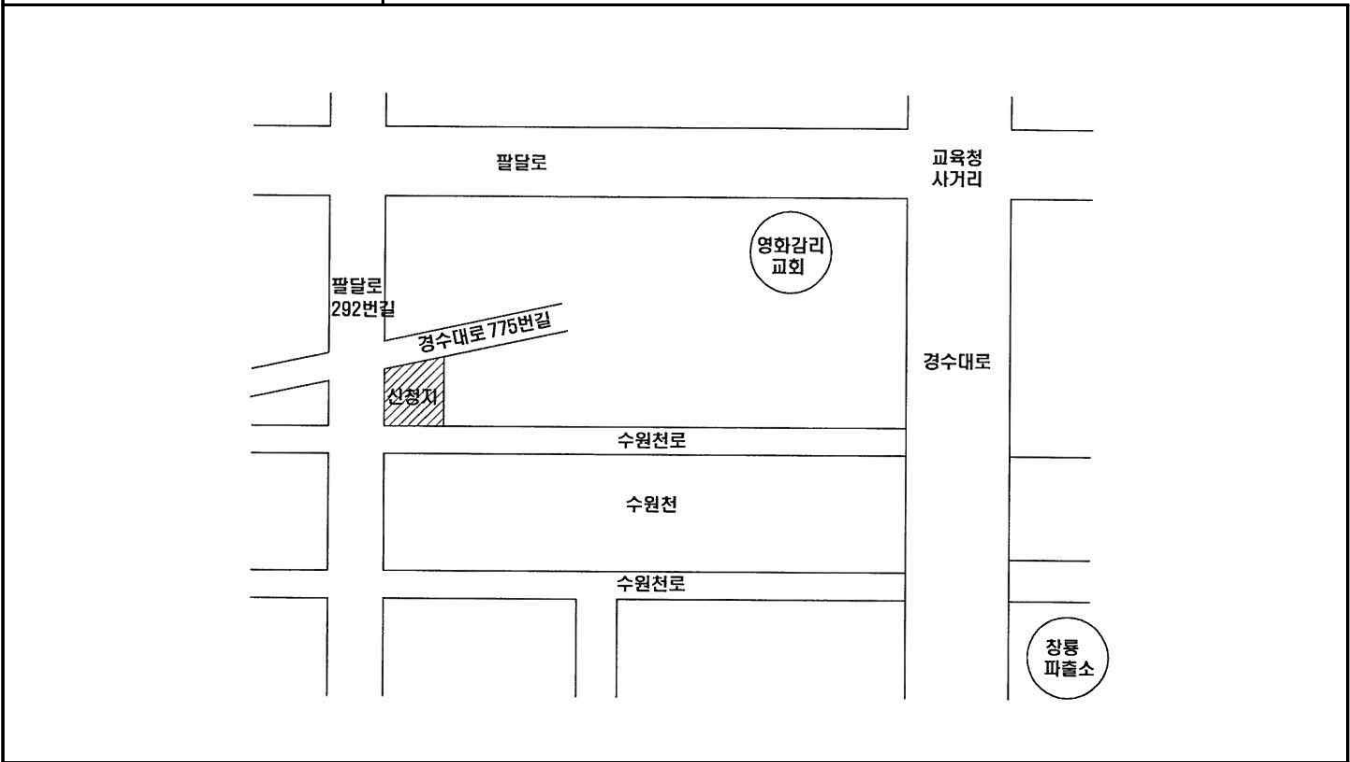 팔달로
교육청
사거리
영화감리
교회
팔달로
292번길
경수대로 775번길
경수대로
신청지
수원천로
수원천
수원천로
창룡
파출소